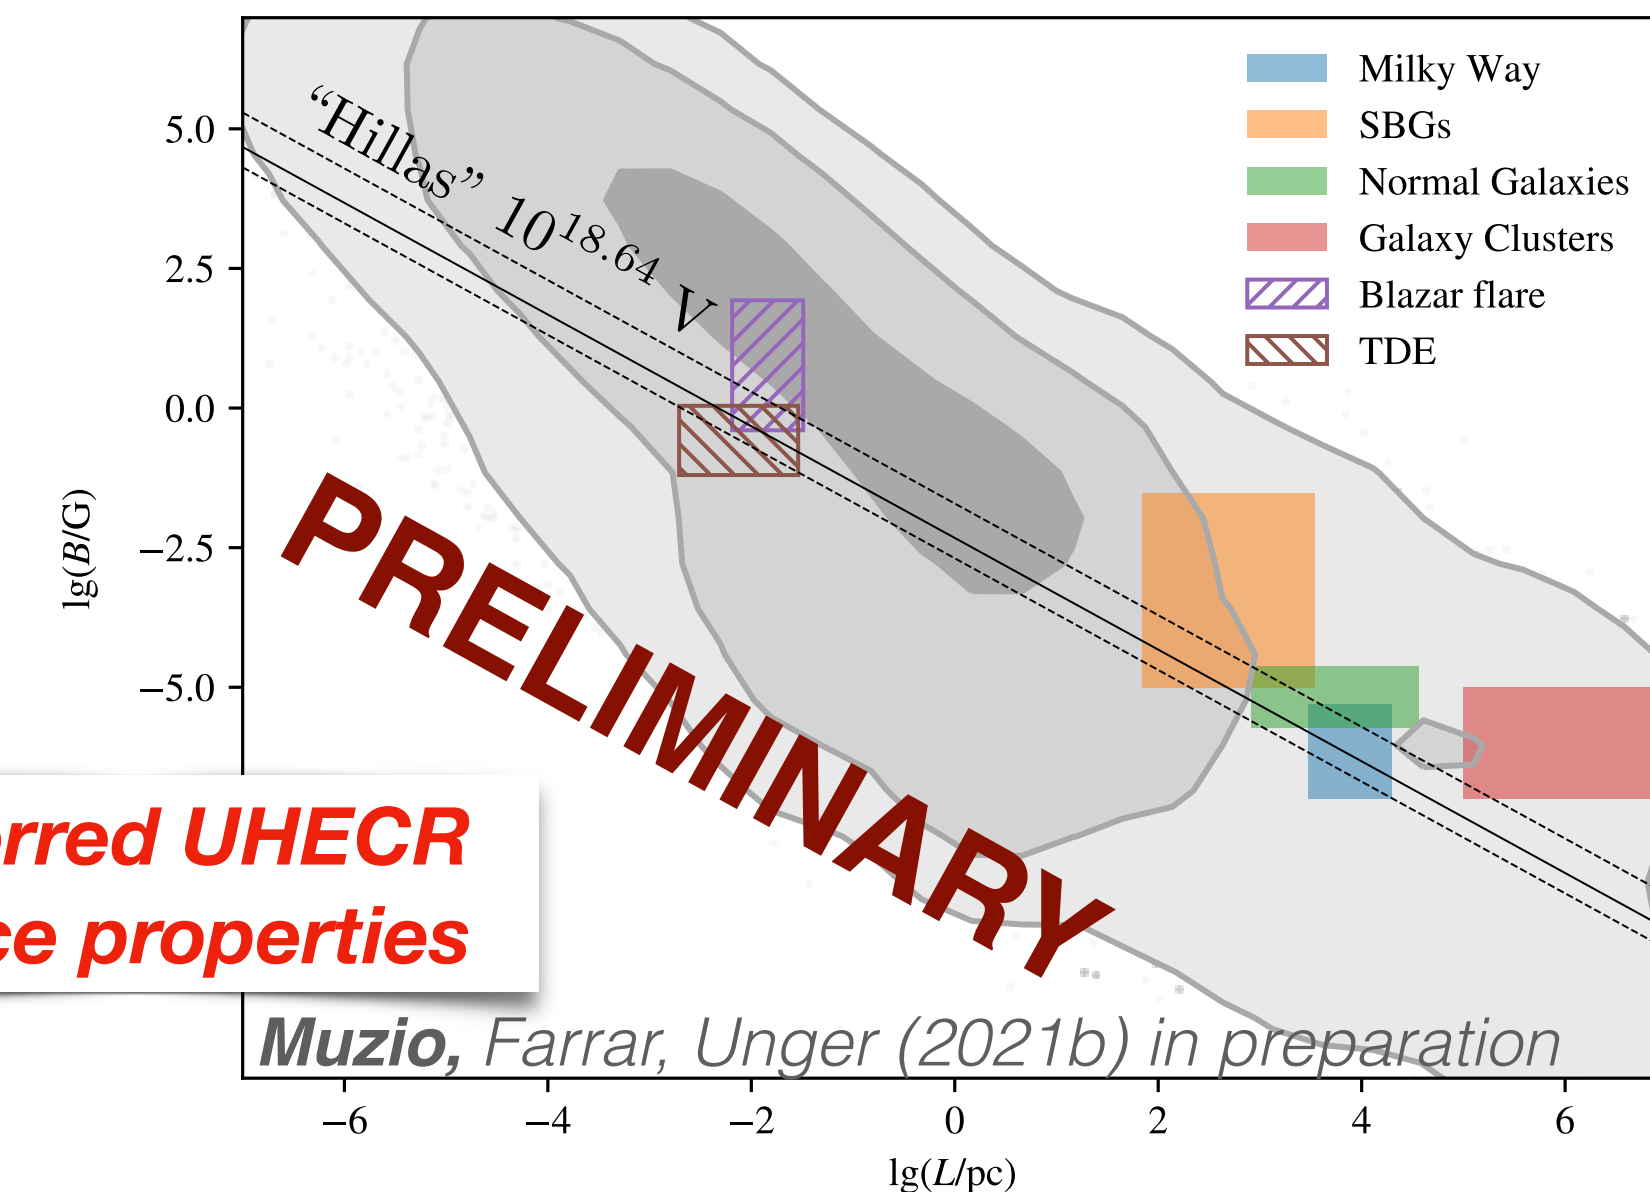 “Hillas” 10^18.64 V
Milky Way
SBGs
Normal Galaxies
Galaxy Clusters
Blazar flare
TDE
5.0
2.5
0.0
−2.5
−5.0
lg(B/G)
PRELIMINARY
UHECR
properties
Muzio, Farrar, Unger (2021b) in preparation
−6 −4 −2 0 2 4 6
lg(L/pc)